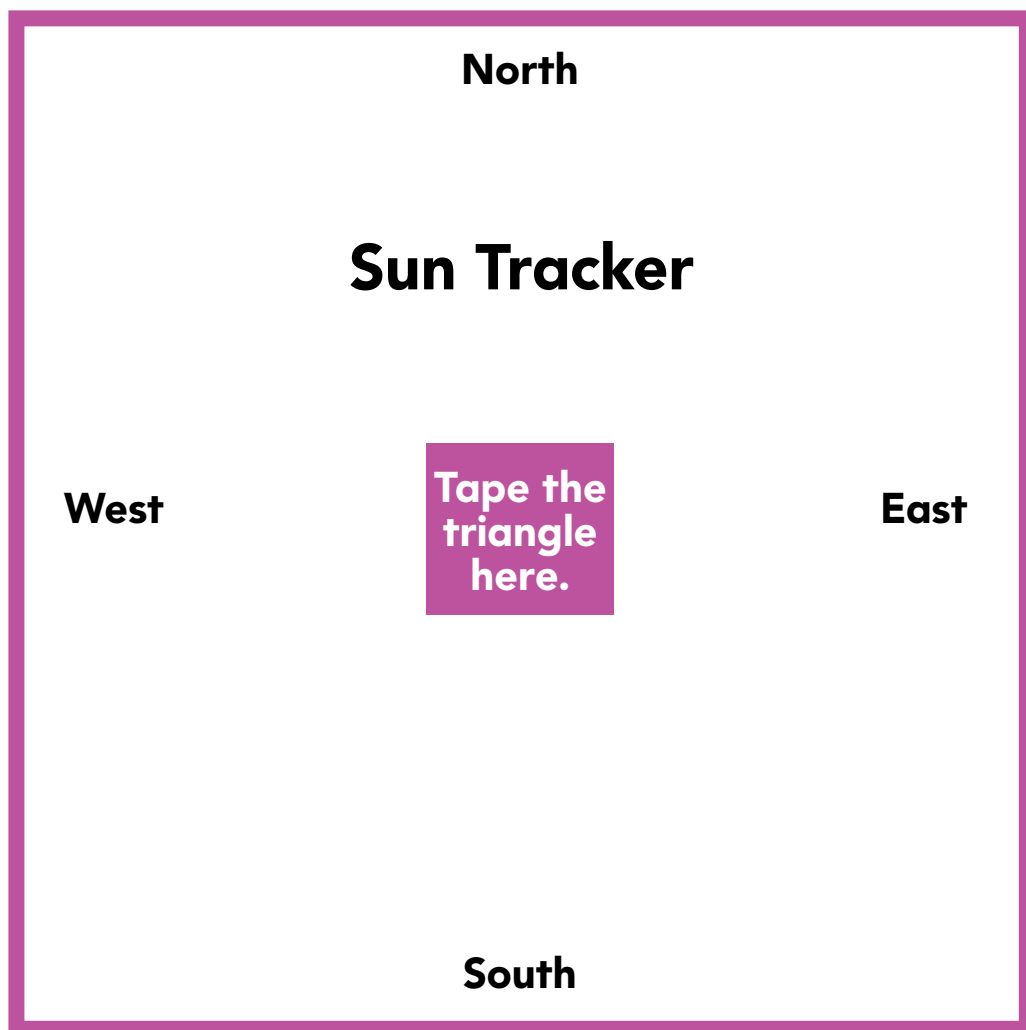 North
Sun Tracker
West
Tape the
triangle
here.
East
South